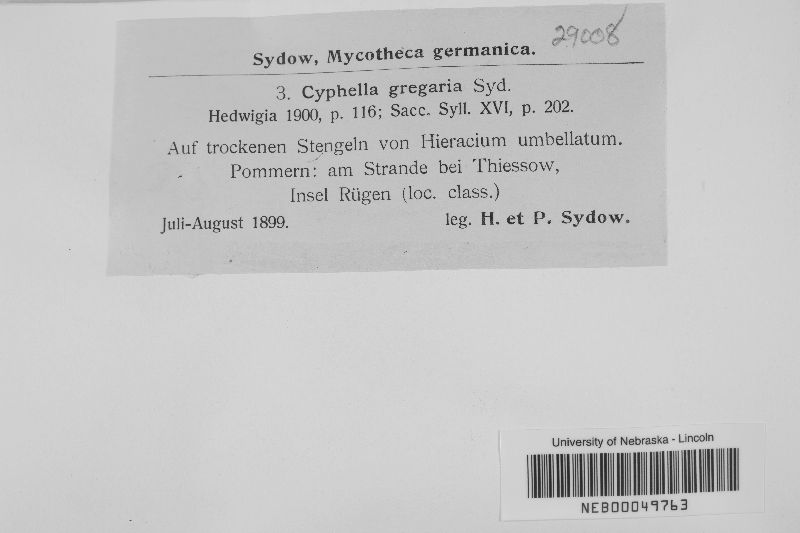 29008
Sydow, Mycotheca germanica.
3. Cyphella gregaria Syd.
Hedwigia 1900, p. 116; Sacc. Syll. XVI, p. 202.
Auf trockenen Stengeln von Hieracium umbellatum.
Pommern: am Strande bei Thiessow,
Insel Rügen (loc. class.)
Juli-August 1899. leg. H. et P. Sydow.
University of Nebraska - Lincoln
NEB00049763